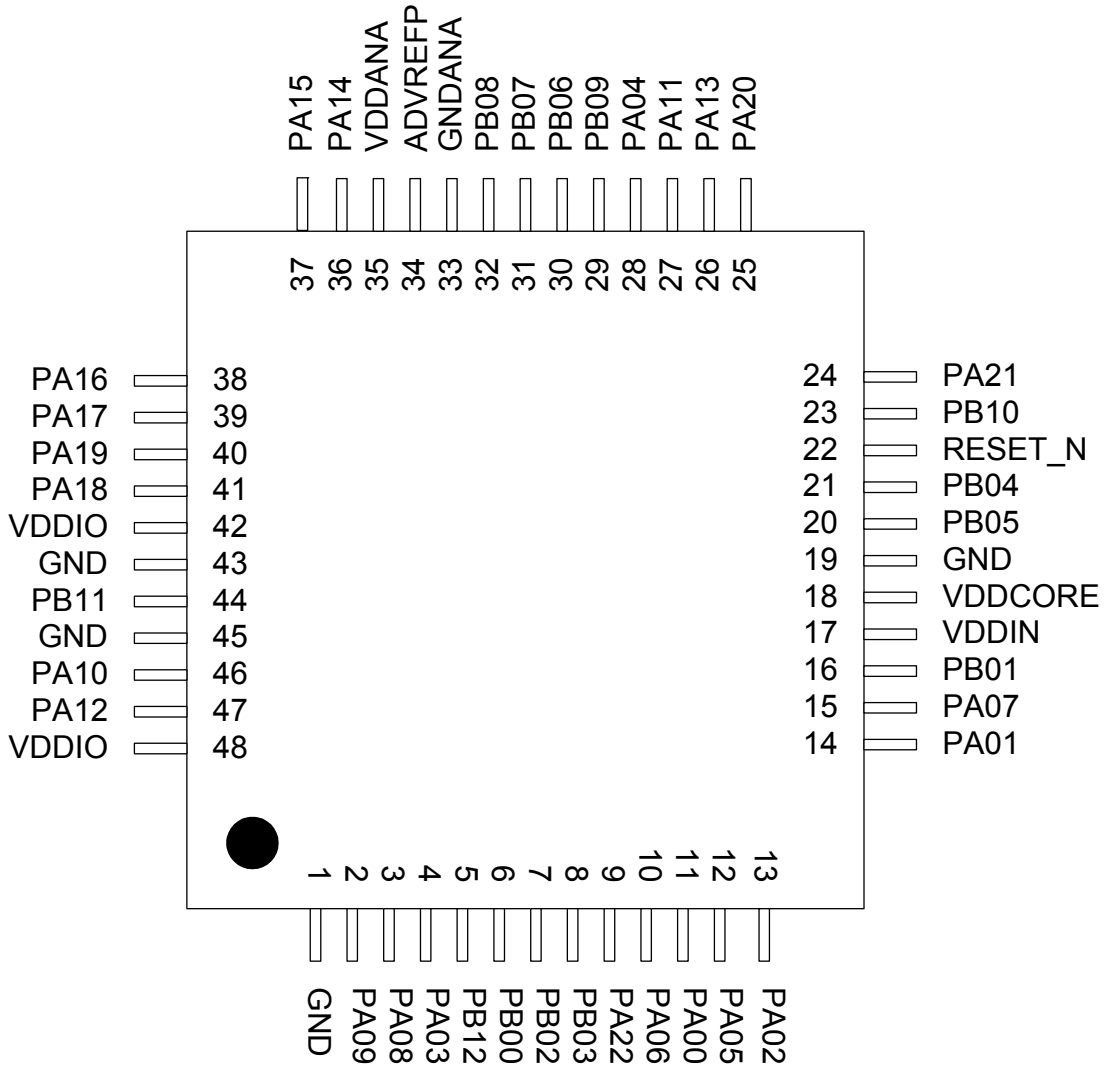 PA15 PA14 VDDANA ADVREFP GNDANA PB08 PB07 PB06 PB09 PA04 PA11 PA13 PA20
37 36 35 34 33 32 31 30 29 28 27 26 25
PA16 38
PA17 39
PA19 40
PA18 41
VDDIO 42
GND 43
PB11 44
GND 45
PA10 46
PA12 47
VDDIO 48
24 PA21
23 PB10
22 RESET_N
21 PB04
20 PB05
19 GND
18 VDDCORE
17 VDDIN
16 PB01
15 PA07
14 PA01
1 2 3 4 5 6 7 8 9 10 11 12 13
GND PA09 PA08 PA03 PB12 PB00 PB02 PB03 PA22 PA06 PA00 PA05 PA02